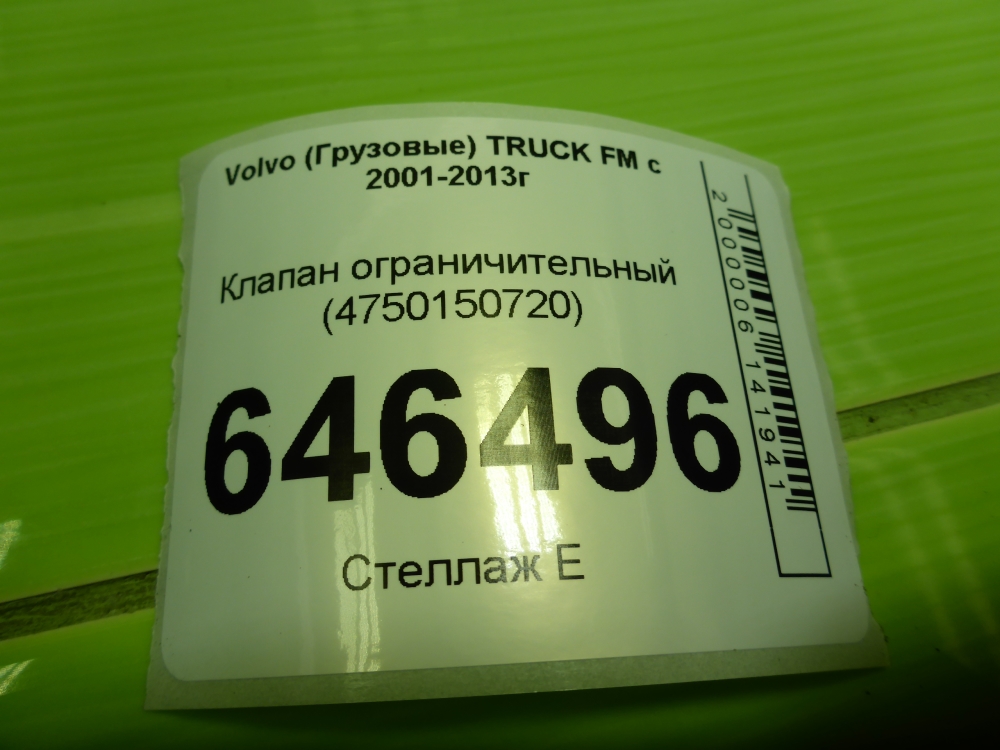 Volvo (Грузовые) TRUCK FM с
2001-2013г
Клапан ограничительный
(4750150720)
646496
Стеллаж Е
2000006141941